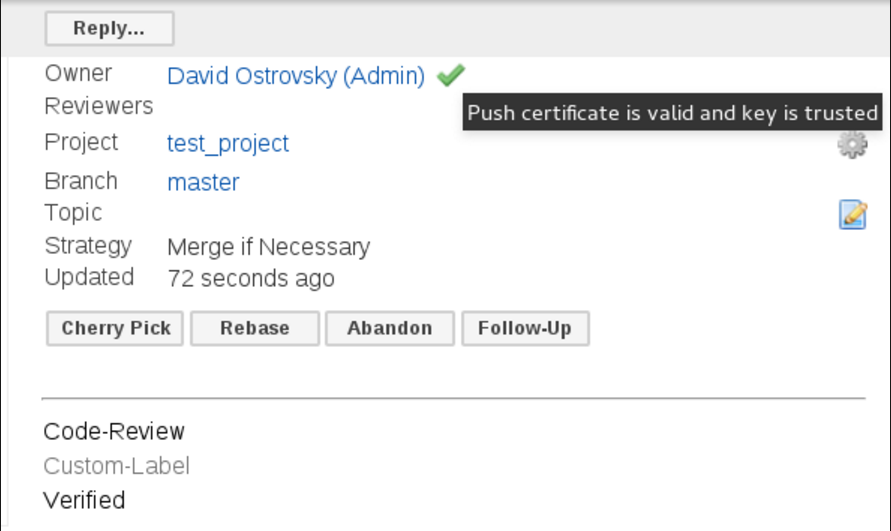 Reply...
Owner David Ostrovsky (Admin)
Reviewers
Push certificate is valid and key is trusted
Project test_project
Branch master
Topic
Strategy Merge if Necessary
Updated 72 seconds ago
Cherry Pick Rebase Abandon Follow-Up
Code-Review
Custom-Label
Verified